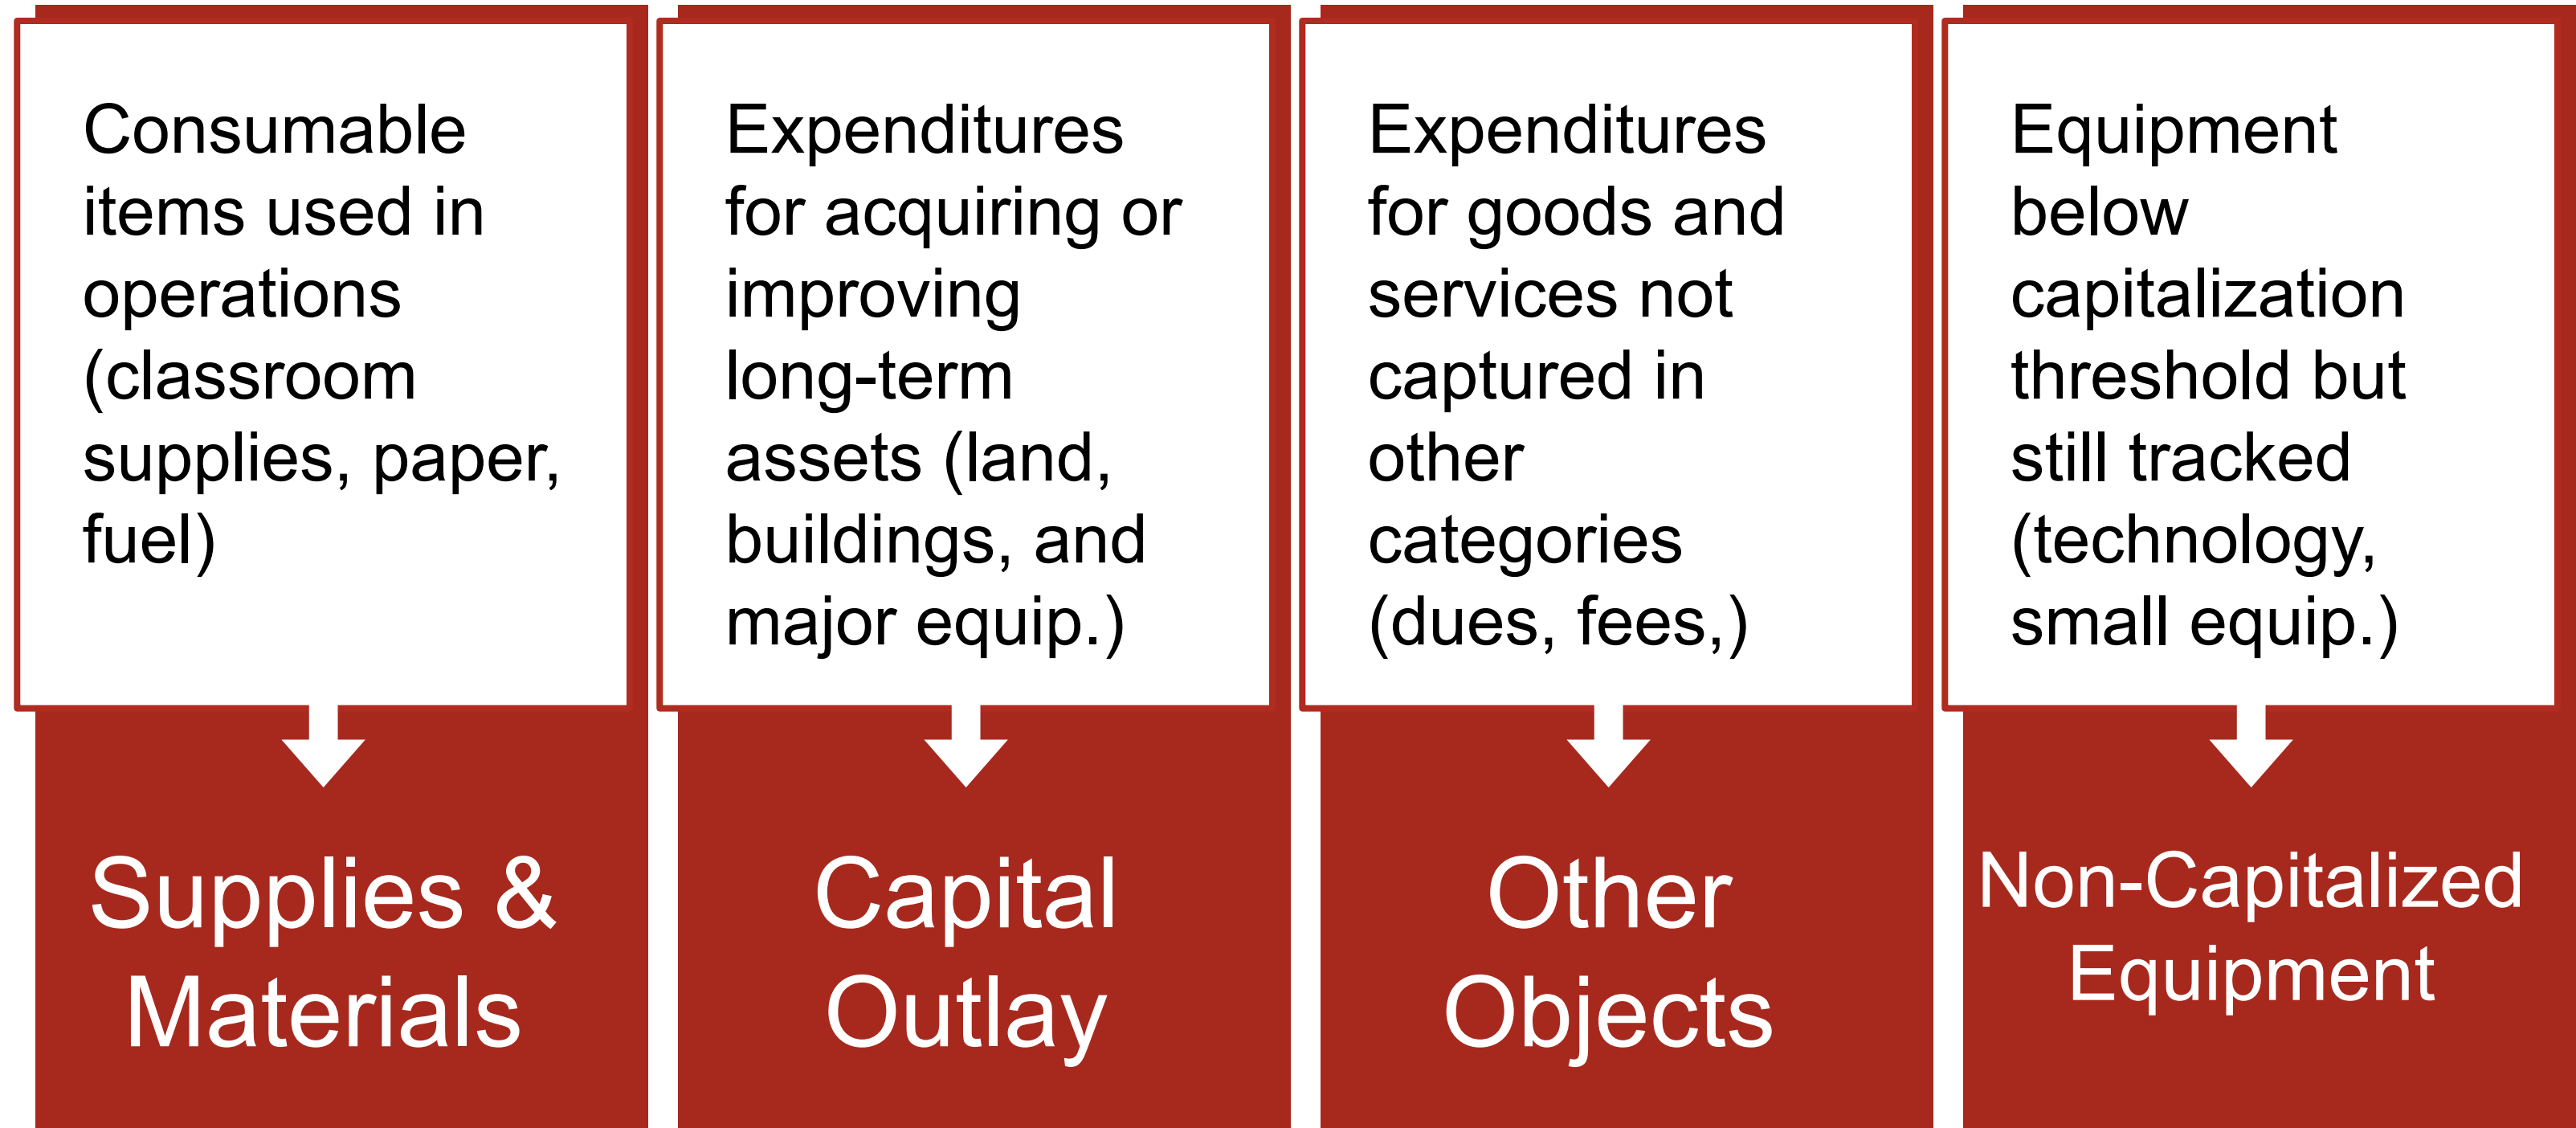 Consumable
items used in
operations
(classroom
supplies, paper,
fuel)
Supplies &
Materials
Expenditures
for acquiring or
improving
long-term
assets (land,
buildings, and
major equip.)
Capital
Outlay
Expenditures
for goods and
services not
captured in
other
categories
(dues, fees,)
Other
Objects
Equipment
below
capitalization
threshold but
still tracked
(technology,
small equip.)
Non-Capitalized
Equipment